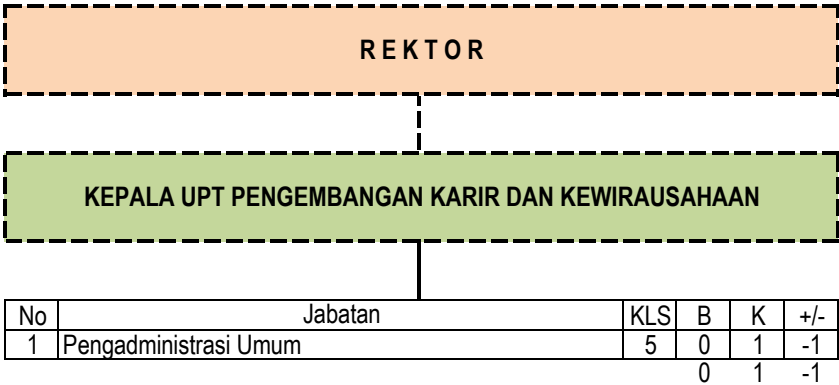 R E K T O R
KEPALA UPT PENGEMBANGAN KARIR DAN KEWIRAUSAHAAN
No Jabatan KLS B K +/-
1 Pengadministrasi Umum 5 0 1 -1
0 1 -1